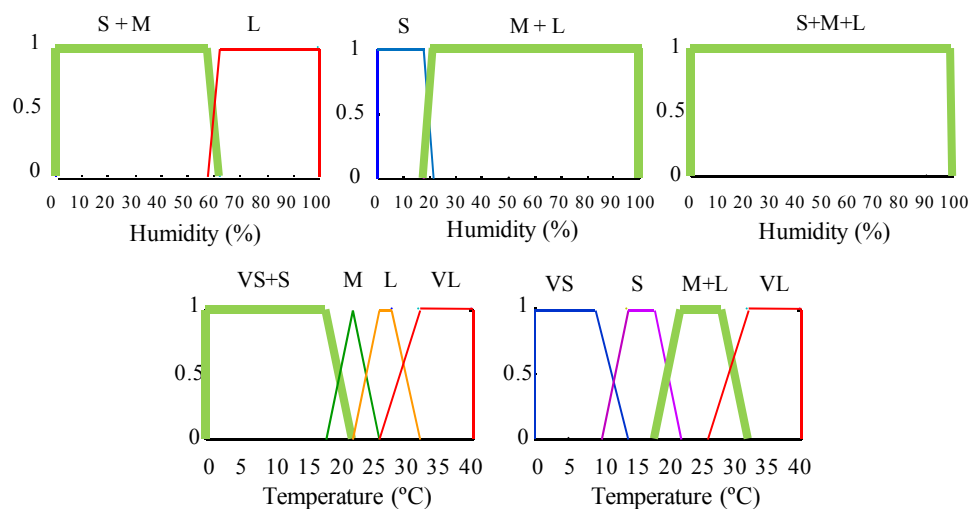 S + M L S M + L S+M+L
1 1 1
0.5 0.5 0.5
0 0 0
0 10 20 30 40 50 60 70 80 90 100 0 10 20 30 40 50 60 70 80 90 100 0 10 20 30 40 50 60 70 80 90 100
Humidity (%) Humidity (%) Humidity (%)
VS+S M L VL VS S M+L VL
1 1
0.5 0.5
0 0
0 5 10 15 20 25 30 35 40 0 5 10 15 20 25 30 35 40
Temperature (ºC) Temperature (ºC)